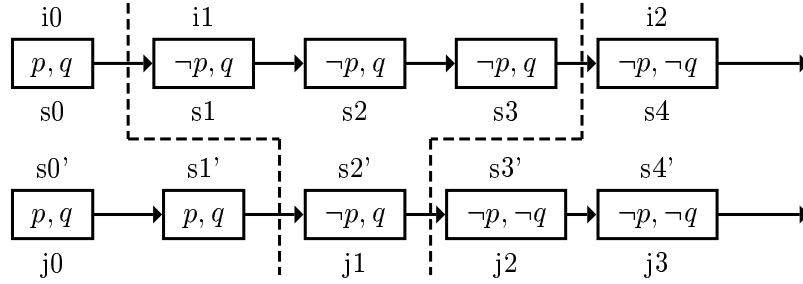 i0 i1 i2
p, q ¬p, q ¬p, q ¬p, q ¬p, ¬q
s0 s1 s2 s3 s4
s0' s1' s2' s3' s4'
p, q p, q ¬p, q ¬p, ¬q ¬p, ¬q
j0 j1 j2 j3